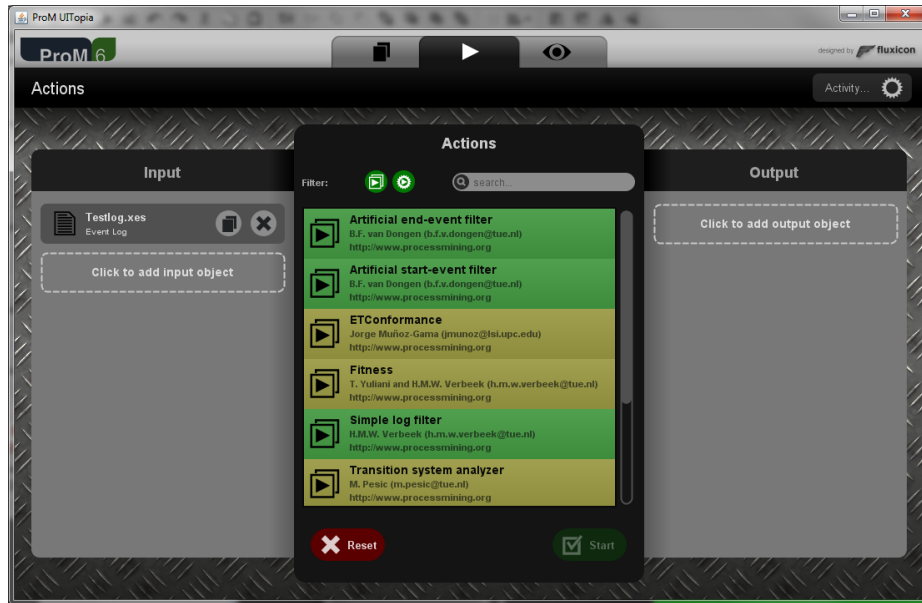 ProM UITopia
ProM 6
designed by fluxicon
Actions
Activity...
Input
Testlog.xes
Event Log
Click to add input object
Actions
Filter:
search...
Artificial end-event filter
B.F. van Dongen (b.f.v.dongen@tue.nl)
http://www.processmining.org
Artificial start-event filter
B.F. van Dongen (b.f.v.dongen@tue.nl)
http://www.processmining.org
ETConformance
Jorge Muñoz-Gama (jmunoz@lsi.upc.edu)
http://www.processmining.org
Fitness
T. Yuliani and H.M.W. Verbeek (h.m.w.verbeek@tue.nl)
http://www.processmining.org
Simple log filter
H.M.W. Verbeek (h.m.w.verbeek@tue.nl)
http://www.processmining.org
Transition system analyzer
M. Pesic (m.pesic@tue.nl)
http://www.processmining.org
Reset
Start
Output
Click to add output object